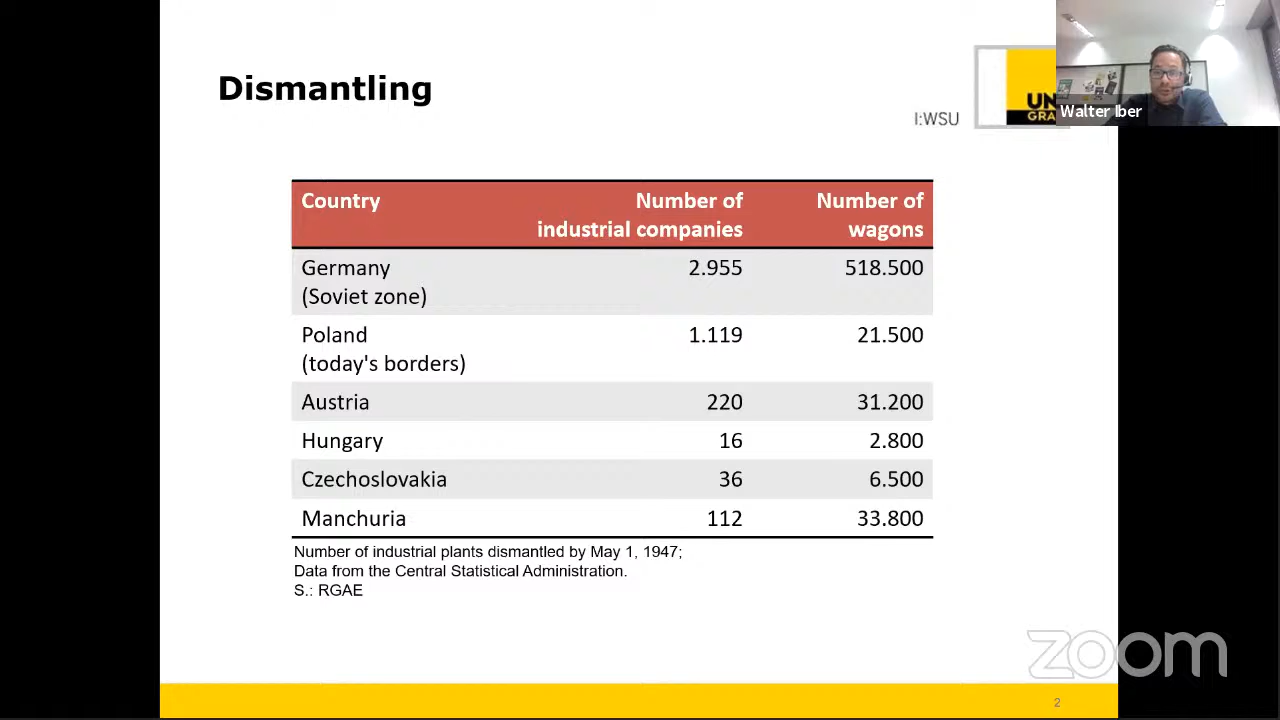 Dismantling
I:WSU
UN
GRA
Walter Iber
Country Number of industrial companies Number of wagons
Germany (Soviet zone) 2.955 518.500
Poland (today's borders) 1.119 21.500
Austria 220 31.200
Hungary 16 2.800
Czechoslovakia 36 6.500
Manchuria 112 33.800
Number of industrial plants dismantled by May 1, 1947;
Data from the Central Statistical Administration.
S.: RGAE
zoom
2